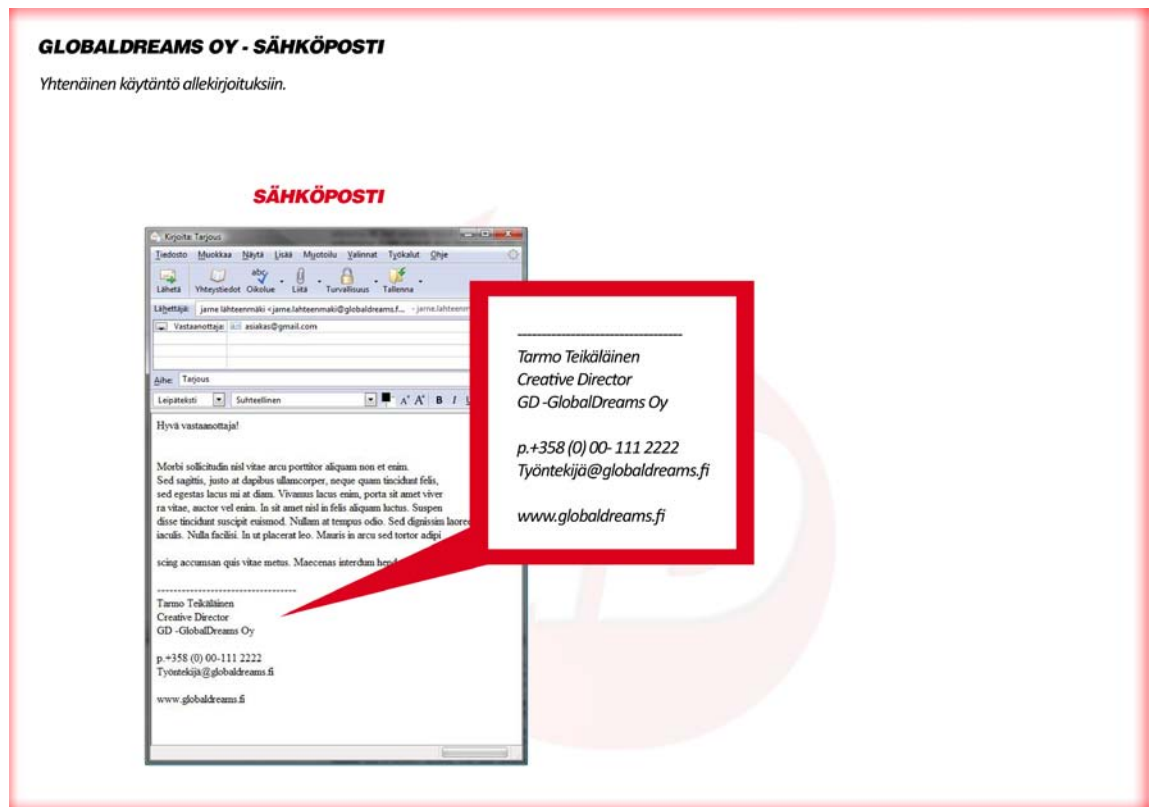 GLOBALDREAMS OY - SÄHKÖPOSTI
Yhtenäinen käytäntö allekirjoituksiin.
SÄHKÖPOSTI
Kirjoita: Tarjous
Tiedosto Muokkaa Näytä Lisää Muotoilu Valinnat Työkalut Ohje
Lähetä Yhteystiedot Oikolue Liitä Turvallisuus Tallenna
Lähettäjä: jarne lähteenmäki <jarne.lahteenmaki@globaldreams.f... - jarne.lahteenm
Vastaanottaja: asiakas@gmail.com
Aihe: Tarjous
Leipäteksti Suhteellinen A A B I U
Hyvä vastaanottaja!
Morbi sollicitudin nisl vitae arcu porttitor aliquam non et enim.
Sed sagittis, justo at dapibus ullamcorper, neque quam tincidunt felis,
sed egestas lacus mi at diam. Vivamus lacus enim, porta sit amet viver
ra vitae, auctor vel enim. In sit amet nisl in felis aliquam luctus. Suspen
disse tincidunt suscipit euismod. Nullam at tempus odio. Sed dignissim laoree
iaculis. Nulla facilisi. In ut placerat leo. Mauris in arcu sed tortor adipi
scing accumsan quis vitae metus. Maecenas interdum hend
----------------------------------
Tarmo Teikäläinen
Creative Director
GD -GlobalDreams Oy
p.+358 (0) 00-111 2222
Työntekijä@globaldreams.fi
www.globaldreams.fi
----------------------------------
Tarmo Teikäläinen
Creative Director
GD -GlobalDreams Oy
p.+358 (0) 00- 111 2222
Työntekijä@globaldreams.fi
www.globaldreams.fi